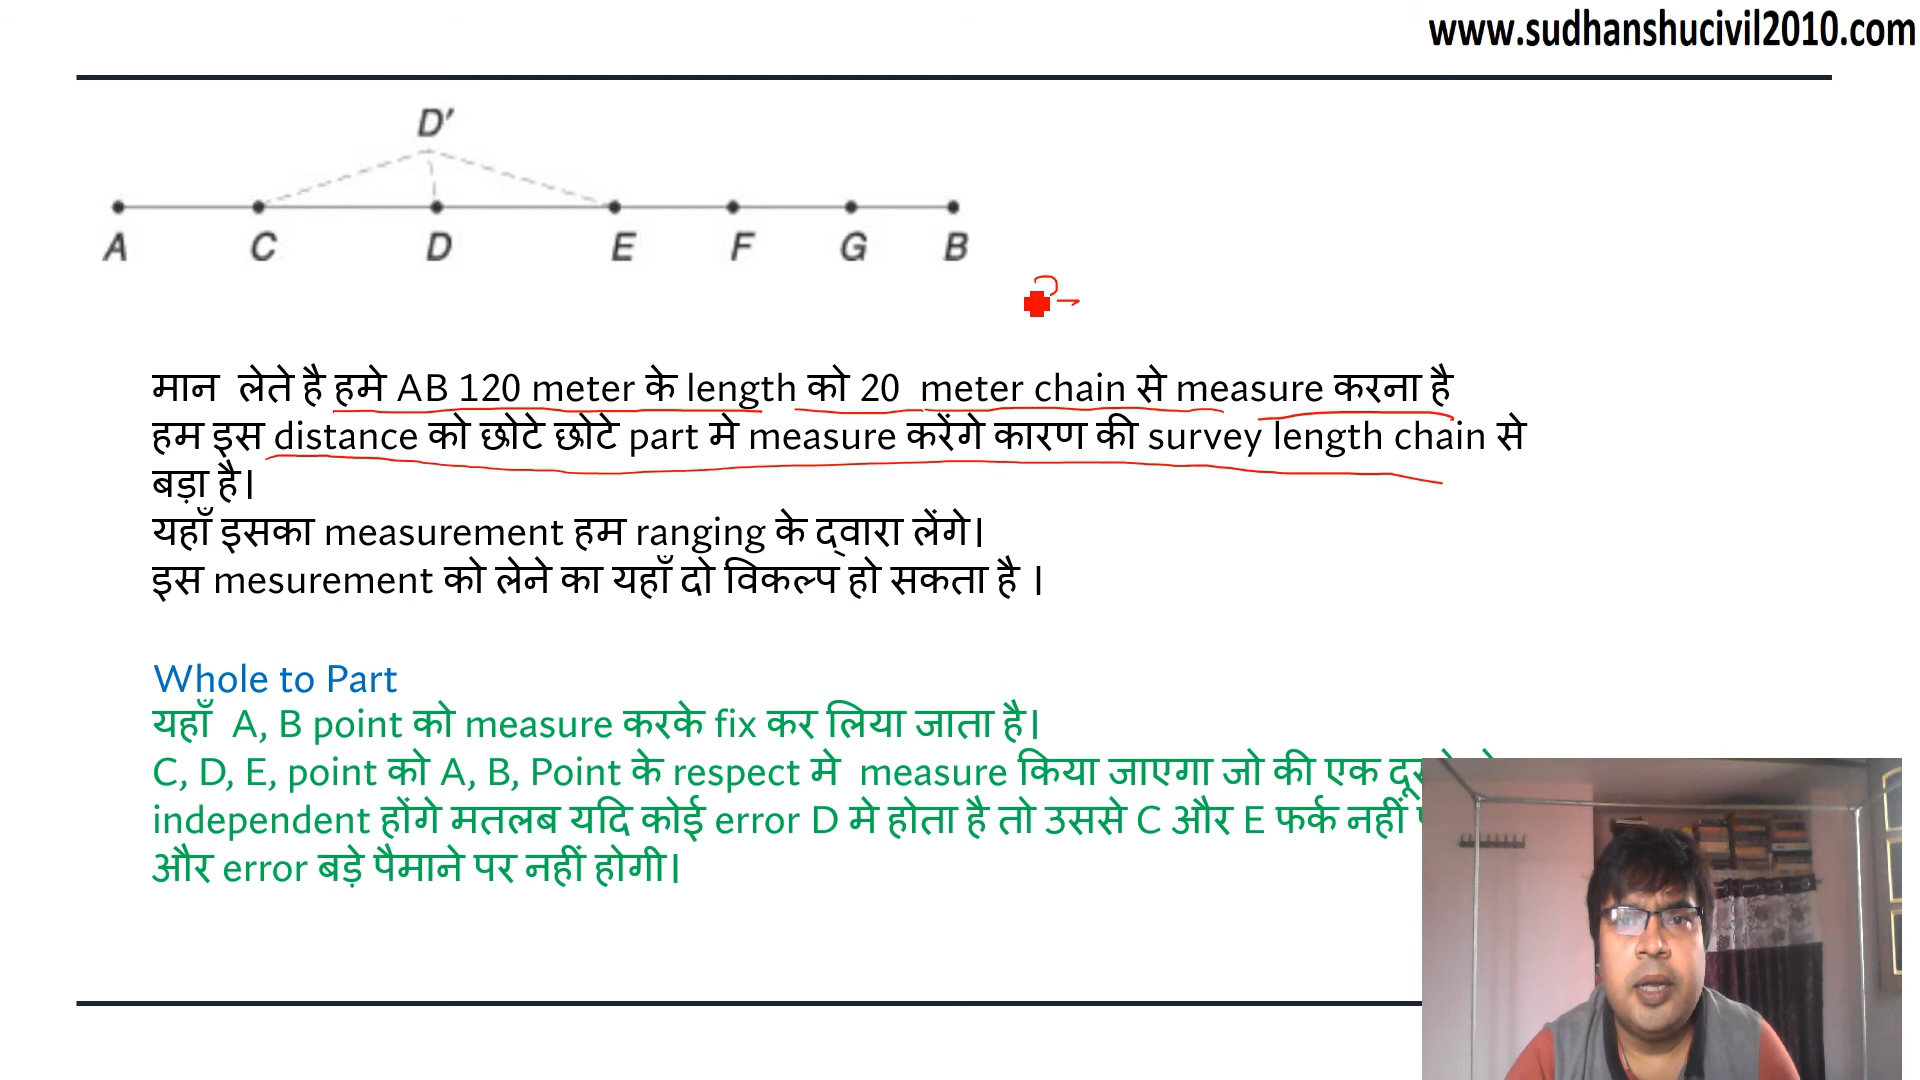 www.sudhanshucivil2010.com
D'
A C D E F G B
मान लेते है हमे AB 120 meter के length को 20 meter chain से measure करना है
हम इस distance को छोटे छोटे part मे measure करेंगे कारण की survey length chain से
बड़ा है।
यहाँ इसका measurement हम ranging के द्वारा लेंगे।
इस mesurement को लेने का यहाँ दो विकल्प हो सकता है ।
Whole to Part
यहाँ A, B point को measure करके fix कर लिया जाता है।
C, D, E, point को A, B, Point के respect मे measure किया जाएगा जो की एक
independent होंगे मतलब यदि कोई error D मे होता है तो उससे C और E फर्क नहीं
और error बड़े पैमाने पर नहीं होगी।